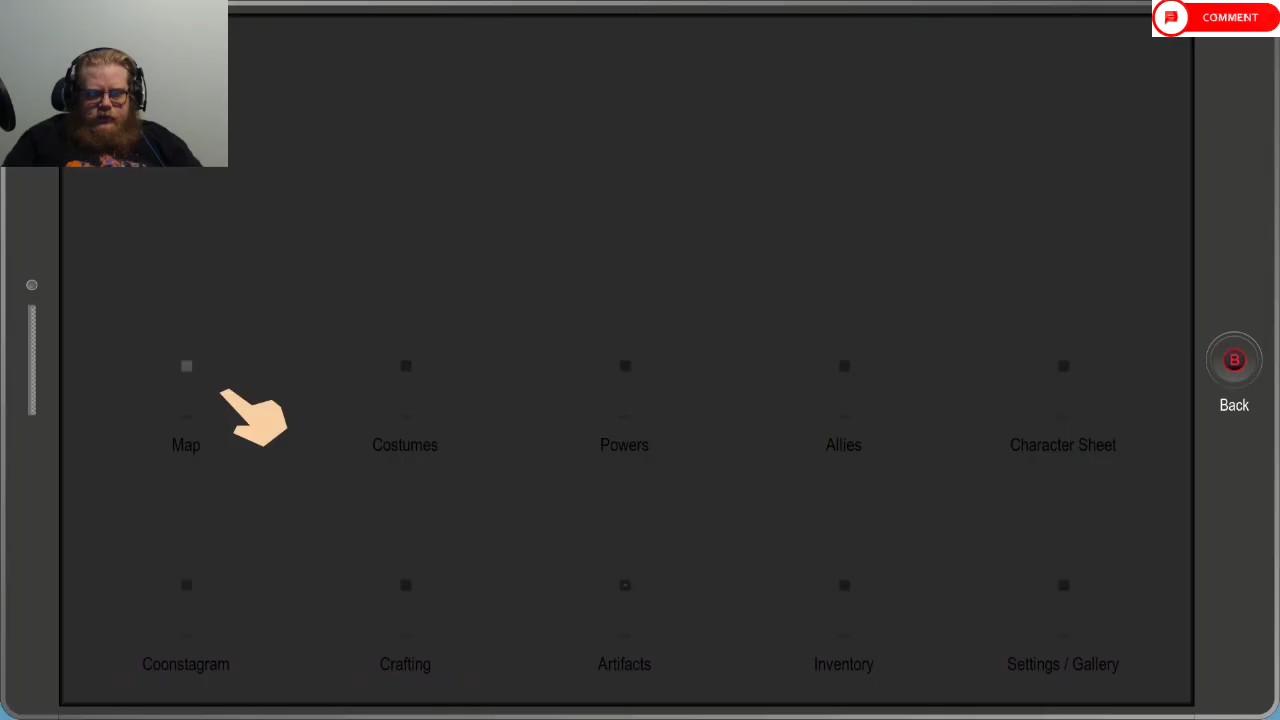 COMMENT
B
Back
Map
Costumes
Powers
Allies
Character Sheet
Coonstagram
Crafting
Artifacts
Inventory
Settings / Gallery